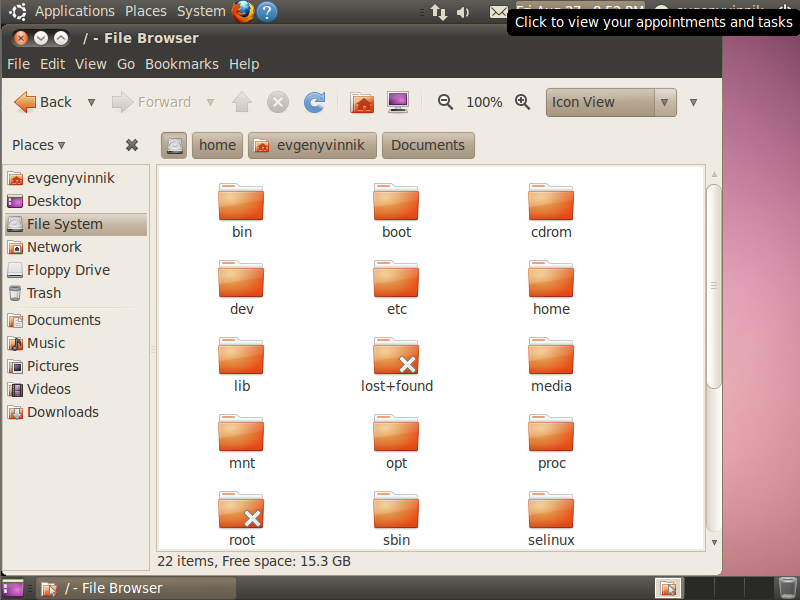 Applications Places System
Click to view your appointments and tasks
/ - File Browser
File Edit View Go Bookmarks Help
Back Forward 100% Icon View
Places home evgenyvinnik Documents
evgenyvinnik
Desktop
File System
Network
Floppy Drive
Trash
Documents
Music
Pictures
Videos
Downloads
bin boot cdrom
dev etc home
lib lost+found media
mnt opt proc
root sbin selinux
22 items, Free space: 15.3 GB
/ - File Browser